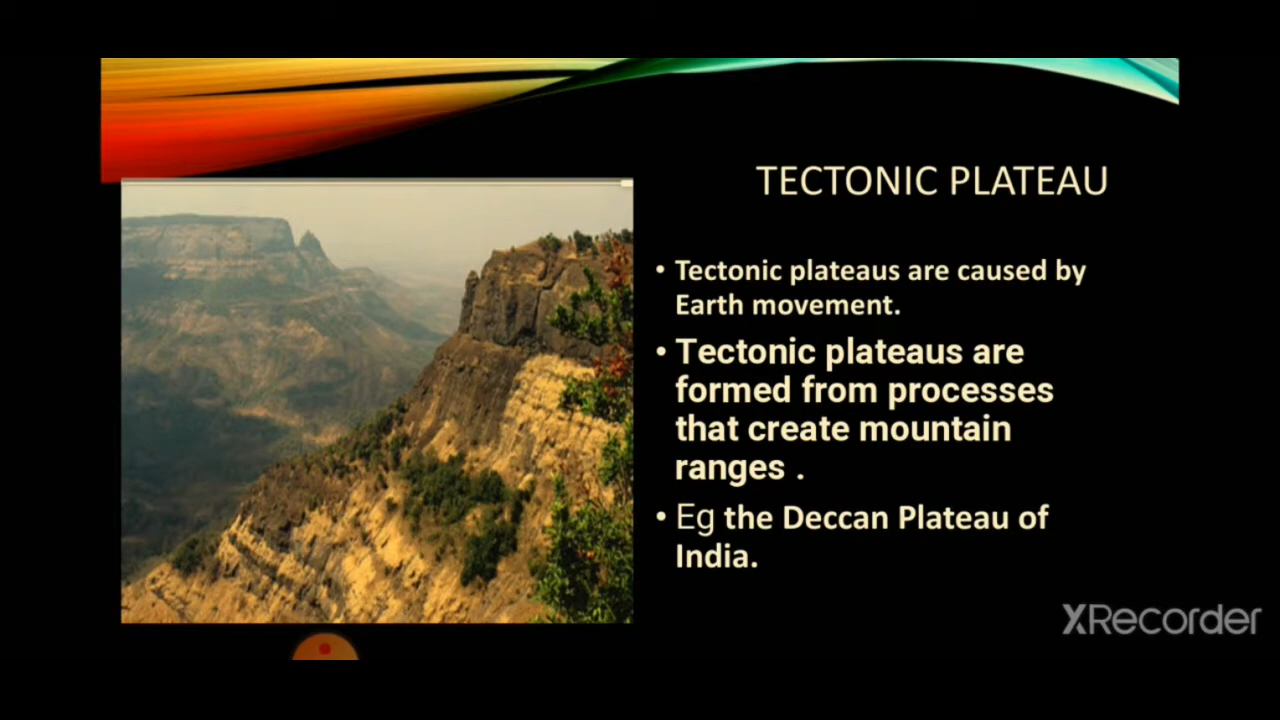 TECTONIC PLATEAU
• Tectonic plateaus are caused by
Earth movement.
• Tectonic plateaus are
formed from processes
that create mountain
ranges .
• Eg the Deccan Plateau of
India.
XRecorder